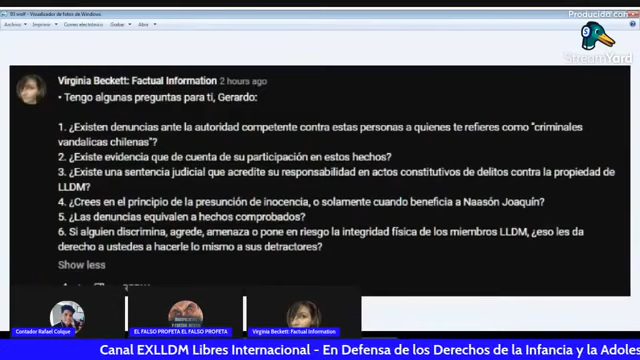 03 wolf - Visualizador de fotos de Windows
Archivo Imprimir Correo electrónico Grabar Abrir
Producido con
StreamYard
Virginia Beckett: Factual Information 2 hours ago
• Tengo algunas preguntas para ti, Gerardo:
1. ¿Existen denuncias ante la autoridad competente contra estas personas a quienes te refieres como "criminales
vandalicas chilenas"?
2. ¿Existe evidencia que de cuenta de su participación en estos hechos?
3. ¿Existe una sentencia judicial que acredite su responsabilidad en actos constitutivos de delitos contra la propiedad de
LLDM?
4. ¿Crees en el principio de la presunción de inocencia, o solamente cuando beneficia a Naasón Joaquín?
5. ¿Las denuncias equivalen a hechos comprobados?
6. Si alguien discrimina, agrede, amenaza o pone en riesgo la integridad física de los miembros LLDM, ¿eso les da
derecho a ustedes a hacerle lo mismo a sus detractores?
Show less
Contador Rafael Colque
EL FALSO PROFETA EL FALSO PROFETA
Virginia Beckett: Factual Information
Canal EXLLDM Libres Internacional - En Defensa de los Derechos de la Infancia y la Adoles